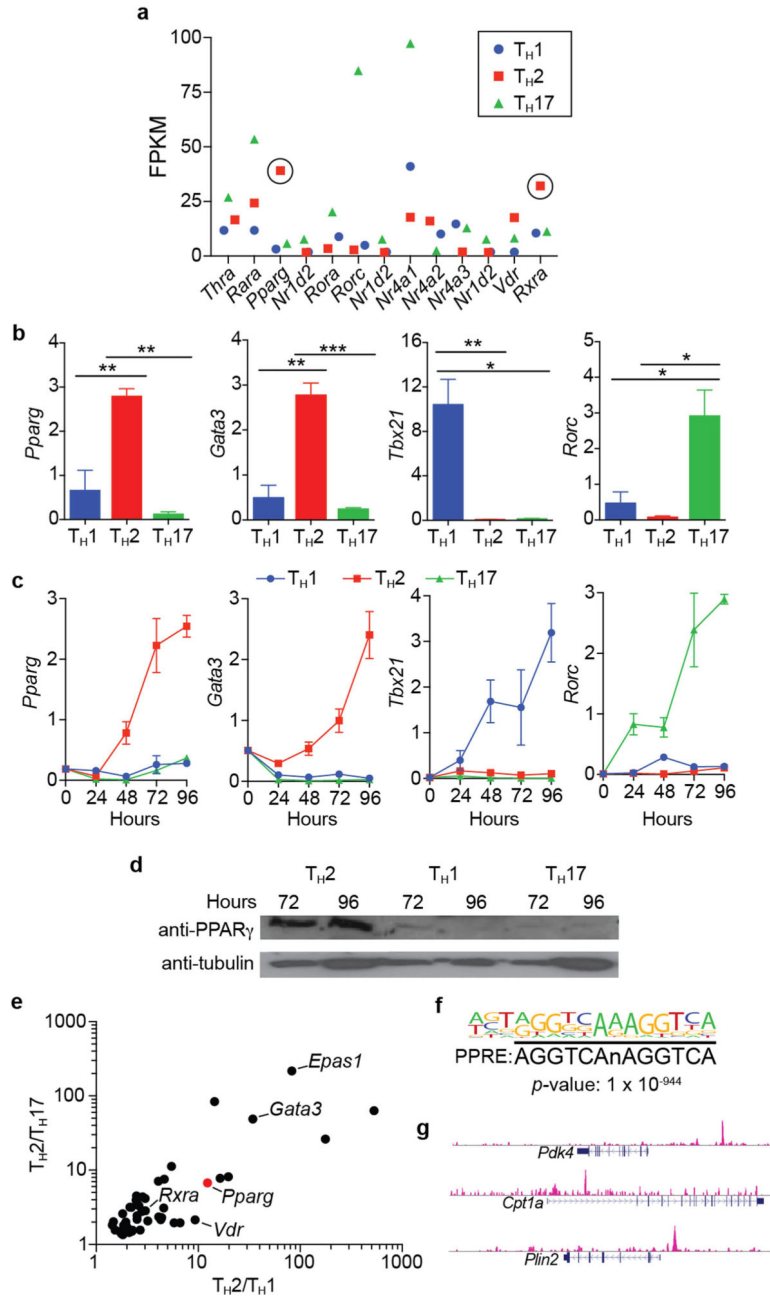 a
100
75
50
25
0
FPKM
TH1
TH2
TH17
Thra
Rara
Pparg
Nr1d2
Rora
Rorc
Nr1d2
Nr4a1
Nr4a2
Nr4a3
Nr1d2
Vdr
Rxra
b
4
3
2
1
0
Pparg
**
**
TH1 TH2 TH17
4
3
2
1
0
Gata3
***
**
TH1 TH2 TH17
16
12
8
4
0
Tbx21
**
*
TH1 TH2 TH17
5
4
3
2
1
0
Rorc
*
*
TH1 TH2 TH17
c
TH1 TH2 TH17
3
2
1
0
Pparg
0 24 48 72 96
Hours
3
2
1
0
Gata3
0 24 48 72 96
Hours
4
3
2
1
0
Tbx21
0 24 48 72 96
Hours
3
2
1
0
Rorc
0 24 48 72 96
Hours
d
TH2 TH1 TH17
Hours 72 96 72 96 72 96
anti-PPARγ
anti-tubulin
e
1000
100
10
1
TH2/TH17
Epas1
Gata3
Rxra
Pparg
Vdr
1 10 100 1000
TH2/TH1
f
PPRE: AGGTCAnAGGTCA
p-value: 1 x 10-944
g
Pdk4
Cpt1a
Plin2